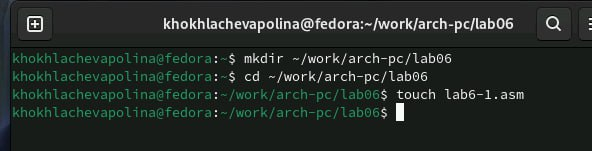 khokhlachevapolina@fedora:~/work/arch-pc/lab06
khokhlachevapolina@fedora:~$ mkdir ~/work/arch-pc/lab06
khokhlachevapolina@fedora:~$ cd ~/work/arch-pc/lab06
khokhlachevapolina@fedora:~/work/arch-pc/lab06$ touch lab6-1.asm
khokhlachevapolina@fedora:~/work/arch-pc/lab06$